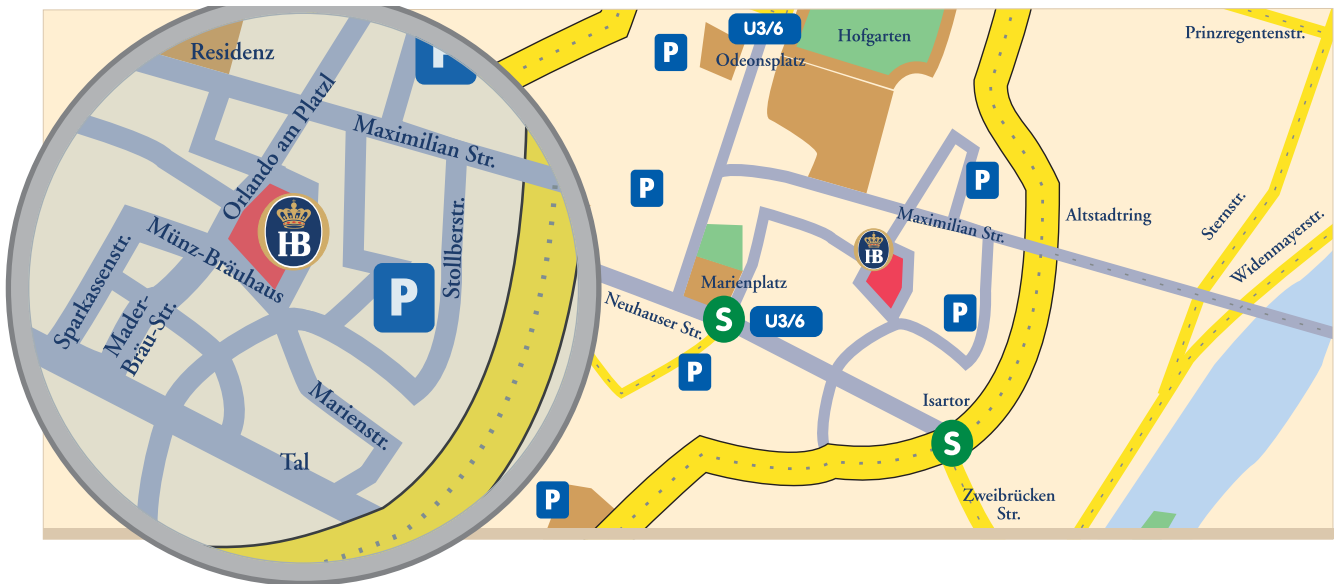 Residenz
P
Orlando am Platzl
Maximilian Str.
HB
Münz-Bräuhaus
Sparkassenstr.
Mader-
Bräu-Str.
Stollberstr.
P
Marienstr.
Tal
U3/6
P
Odeonsplatz
Hofgarten
Prinzregentenstr.
P
P
Maximilian Str.
Altstadtring
Sternstr.
Widenmayerstr.
HB
Marienplatz
Neuhauser Str.
S
U3/6
P
P
Isartor
S
P
Zweibrücken
Str.